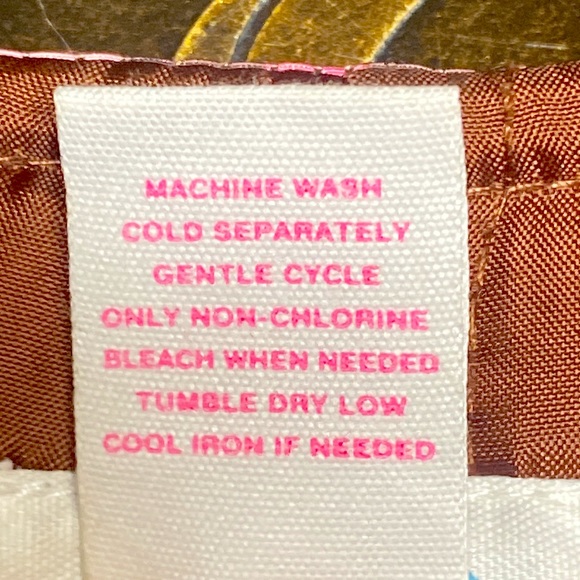 MACHINE WASH
COLD SEPARATELY
GENTLE CYCLE
ONLY NON-CHLORINE
BLEACH WHEN NEEDED
TUMBLE DRY LOW
COOL IRON IF NEEDED